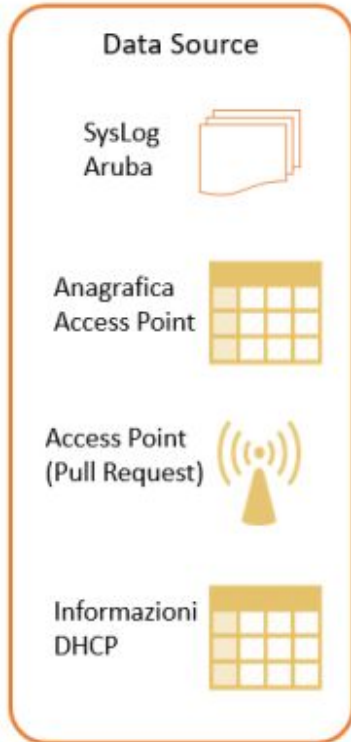 Data Source
SysLog
Aruba
Anagrafica
Access Point
Access Point
(Pull Request)
Informazioni
DHCP